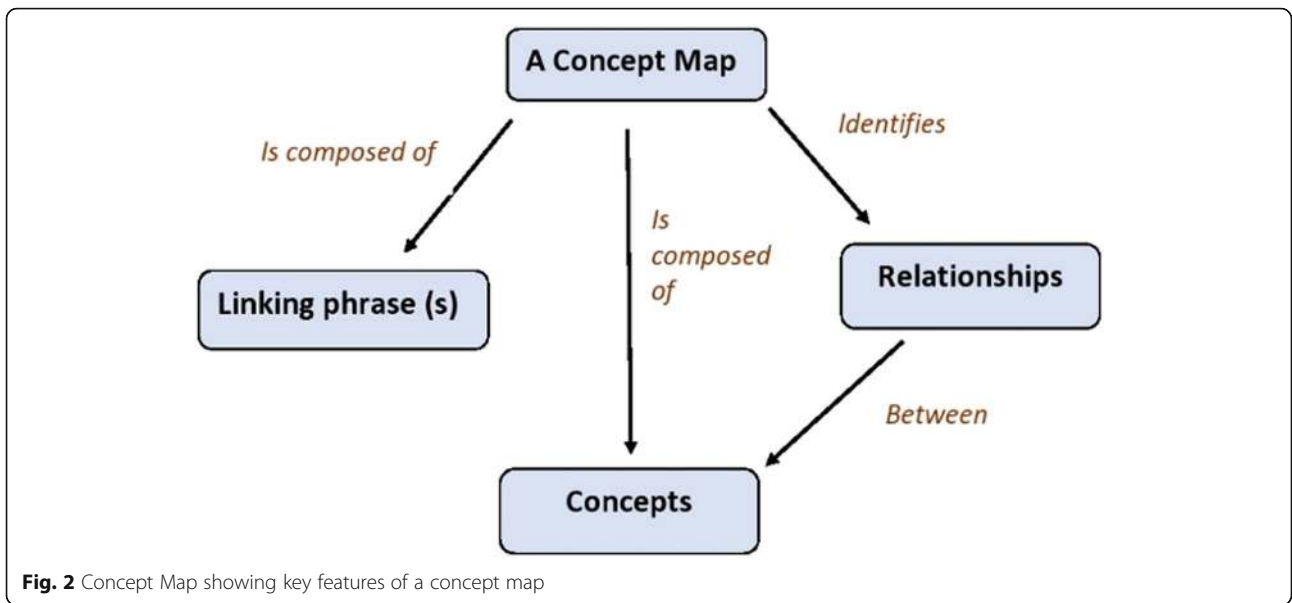 A Concept Map
Identifies
Is composed of
Is
composed
of
Relationships
Linking phrase (s)
Between
Concepts
Fig. 2 Concept Map showing key features of a concept map